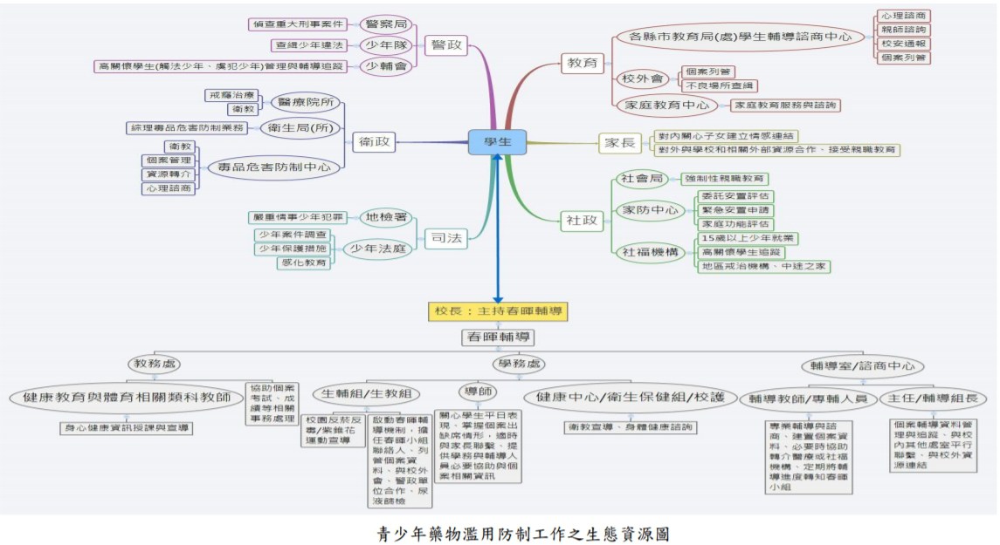 學生
警政
警察局
偵查重大刑事案件
少年隊
查緝少年違法
少輔會
高關懷學生(觸法少年、虞犯少年)管理與輔導追蹤
衛政
醫療院所
戒癮治療
衛教
衛生局(所)
綜理毒品危害防制業務
毒品危害防制中心
衛教
個案管理
資源轉介
心理諮商
司法
地檢署
嚴重情事少年犯罪
少年法庭
少年案件調查
少年保護措施
感化教育
教育
各縣市教育局(處)學生輔導諮商中心
心理諮商
親師諮詢
校安通報
個案列管
校外會
個案列管
不良場所查緝
家庭教育中心
家庭教育服務與諮詢
家長
對內關心子女建立情感連結
對外與學校和相關外部資源合作、接受親職教育
社政
社會局
強制性親職教育
家防中心
委託安置評估
緊急安置申請
家庭功能評估
社福機構
15歲以上少年就業
高關懷學生追蹤
地區戒治機構、中途之家
校長：主持春暉輔導
春暉輔導
教務處
健康教育與體育相關類科教師
身心健康資訊授課與宣導
協助個案
考試、成
績等相關
事務處理
學務處
生輔組/生教組
校園反菸反
毒/紫錐花
運動宣導
啟動春暉輔
導機制，擔
任春暉小組
聯絡人、列
管個案資
料、與校外
會、警政單
位合作、尿
液篩檢
導師
關心學生平日表
現、掌握個案出
缺席情形，適時
與家長聯繫、提
供學務與輔導人
員必要協助與個
案相關資訊
健康中心/衛生保健組/校護
衛教宣導、身體健康諮詢
輔導室/諮商中心
輔導教師/專輔人員
專業輔導與諮
商、建置個案資
料、必要時協助
轉介醫療或社福
機構、定期將輔
導進度轉知春暉
小組
主任/輔導組長
個案輔導資料管
理與追蹤、與校
內其他處室平行
聯繫、與校外資
源連結
青少年藥物濫用防制工作之生態資源圖